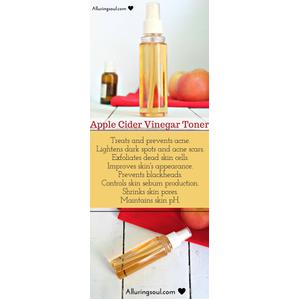 Alluringsoul.com
Apple Cider Vinegar Toner
Treats and prevents acne.
Lightens dark spots and acne scars.
Exfoliates dead skin cells.
Improves skin's appearance.
Prevents blackheads.
Controls skin sebum production.
Shrinks skin pores.
Maintains skin pH.
Alluringsoul.com